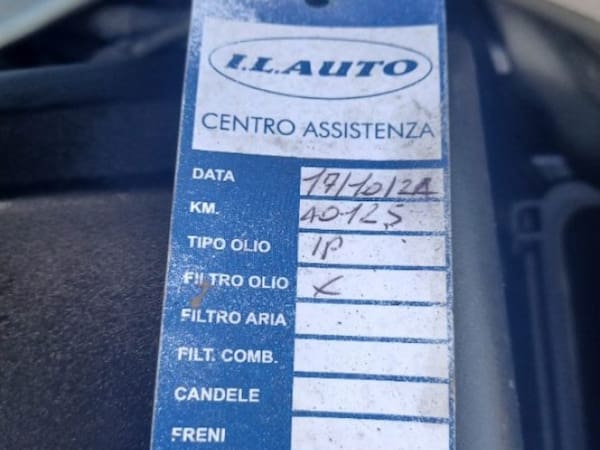 I.L.AUTO
CENTRO ASSISTENZA
DATA 17/10/24
KM. 40125
TIPO OLIO IP
FILTRO OLIO X
FILTRO ARIA
FILT. COMB.
CANDELE
FRENI